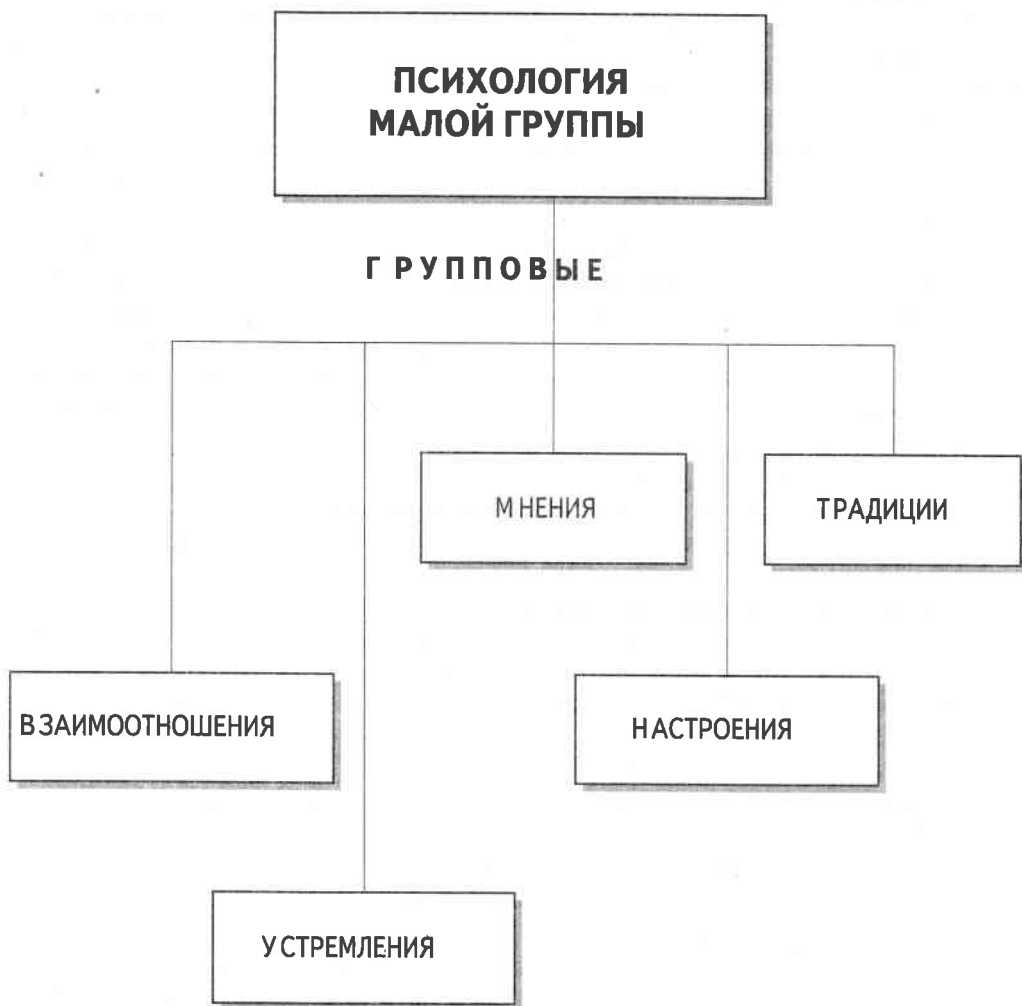 ПСИХОЛОГИЯ
МАЛОЙ ГРУППЫ
ГРУППОВЫЕ
МНЕНИЯ
ТРАДИЦИИ
ВЗАИМООТНОШЕНИЯ
НАСТРОЕНИЯ
УСТРЕМЛЕНИЯ